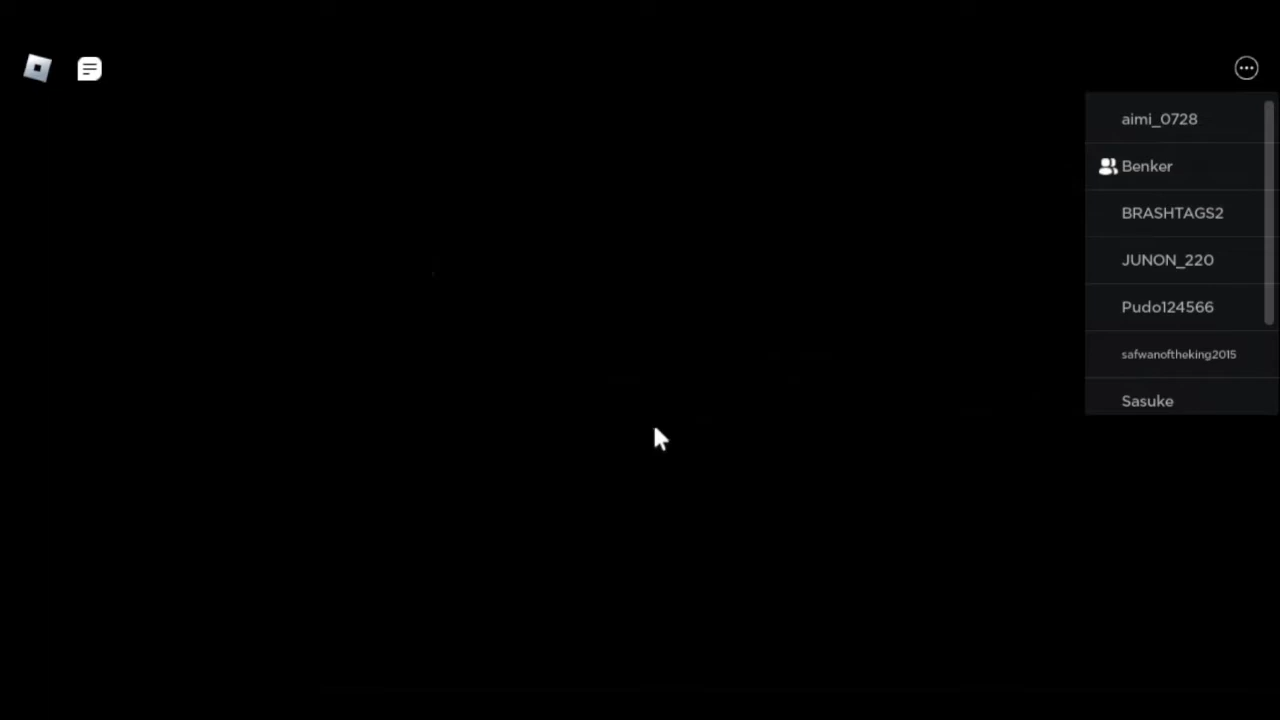 aimi_0728
Benker
BRASHTAGS2
JUNON_220
Pudo124566
safwanoftheking2015
Sasuke